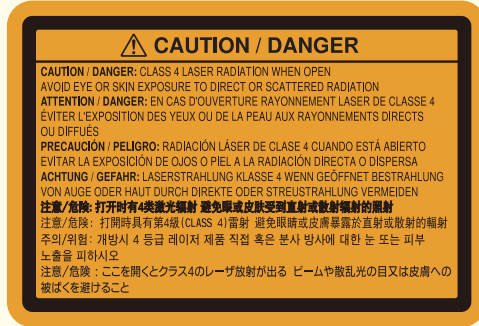 ⚠ CAUTION / DANGER
CAUTION / DANGER: CLASS 4 LASER RADIATION WHEN OPEN
AVOID EYE OR SKIN EXPOSURE TO DIRECT OR SCATTERED RADIATION
ATTENTION / DANGER: EN CAS D'OUVERTURE RAYONNEMENT LASER DE CLASSE 4
ÉVITER L'EXPOSITION DES YEUX OU DE LA PEAU AUX RAYONNEMENTS DIRECTS
OU DIFFUÉS
PRECAUCIÓN / PELIGRO: RADIACIÓN LÁSER DE CLASE 4 CUANDO ESTÁ ABIERTO
EVITAR LA EXPOSICIÓN DE OJOS O PIEL A LA RADIACIÓN DIRECTA O DISPERSA
ACHTUNG / GEFAHR: LASERSTRAHLUNG KLASSE 4 WENN GEÖFFNET BESTRAHLUNG
VON AUGE ODER HAUT DURCH DIREKTE ODER STREUSTRAHLUNG VERMEIDEN
注意/危险: 打开时有4类激光辐射 避免眼或皮肤受到直射或散射辐射的照射
注意/危險: 打開時具有第4級(CLASS 4)雷射 避免眼睛或皮膚暴露於直射或散射的輻射
주의/위험: 개방시 4 등급 레이저 제품 직접 혹은 분사 방사에 대한 눈 또는 피부
노출을 피하시오
注意/危険 : ここを開くとクラス4のレーザ放射が出る ビームや散乱光の目又は皮膚への
被ばくを避けること